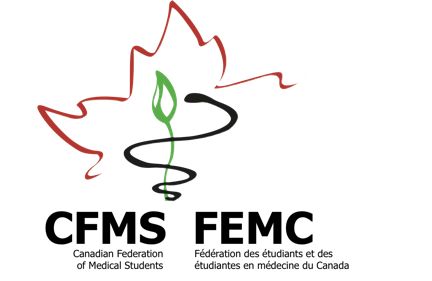 CFMS FEMC
Canadian Federation
of Medical Students
Fédération des étudiants et des
étudiantes en médecine du Canada